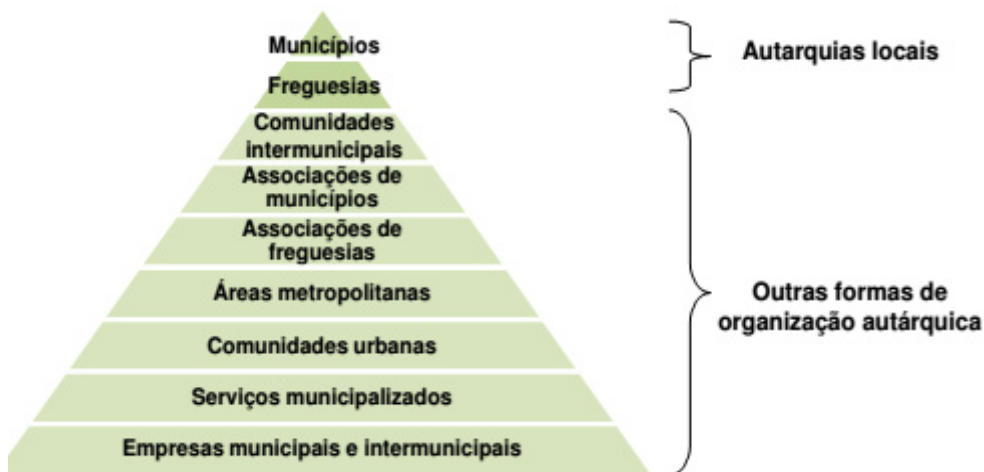 Municípios
Freguesias
Comunidades
intermunicipais
Associações de
municípios
Associações de
freguesias
Áreas metropolitanas
Comunidades urbanas
Serviços municipalizados
Empresas municipais e intermunicipais
Autarquias locais
Outras formas de
organização autárquica